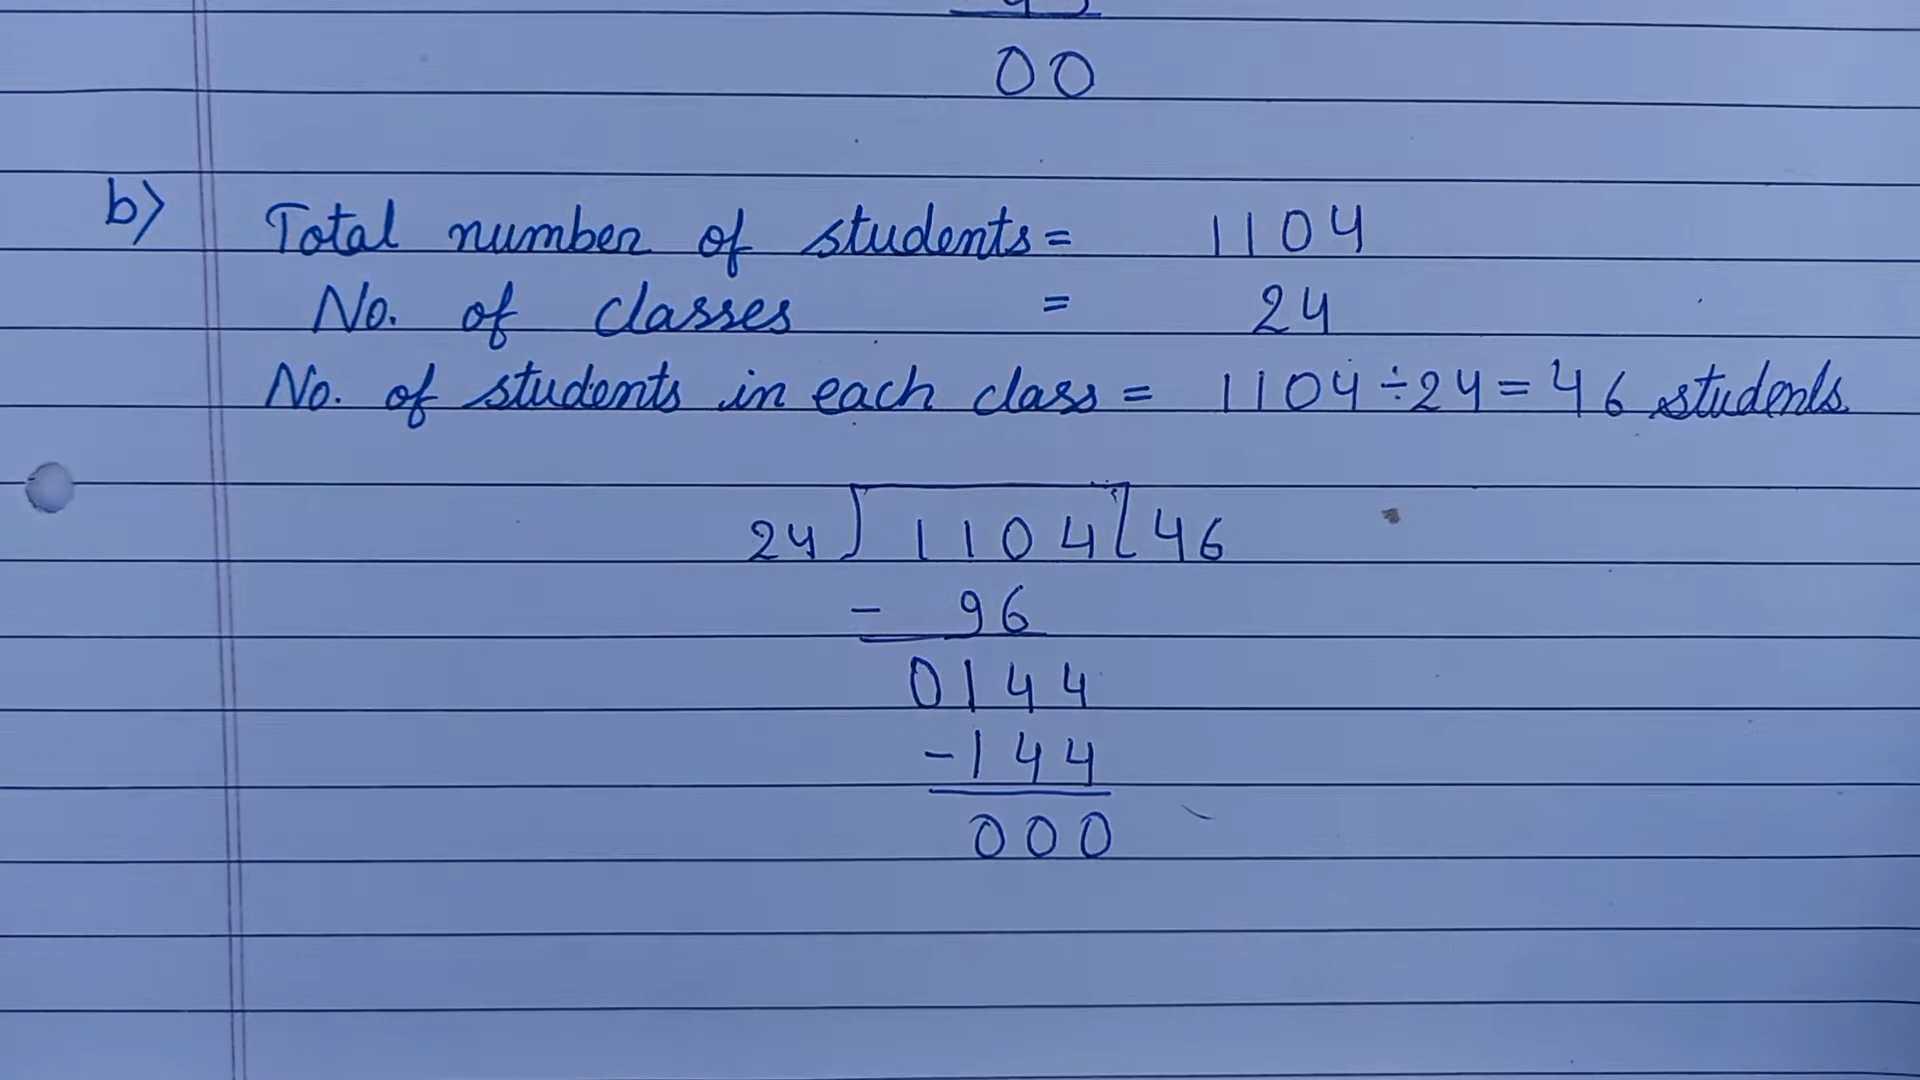 00
b) Total number of students = 1104
No. of classes = 24
No. of students in each class = 1104 ÷ 24 = 46 students.
24 ) 1104 ( 46
- 96
0144
- 144
000